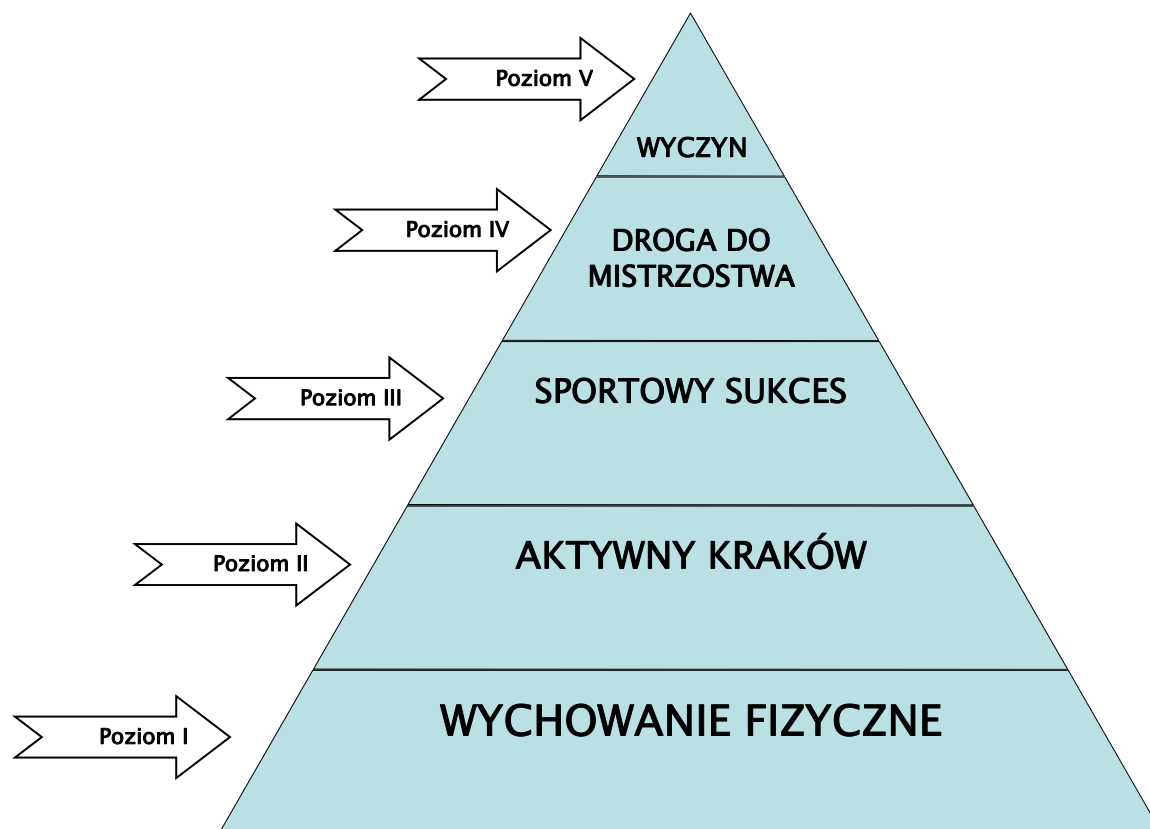 Poziom V
WYCZYN
Poziom IV
DROGA DO
MISTRZOSTWA
Poziom III
SPORTOWY SUKCES
Poziom II
AKTYWNY KRAKÓW
Poziom I
WYCHOWANIE FIZYCZNE